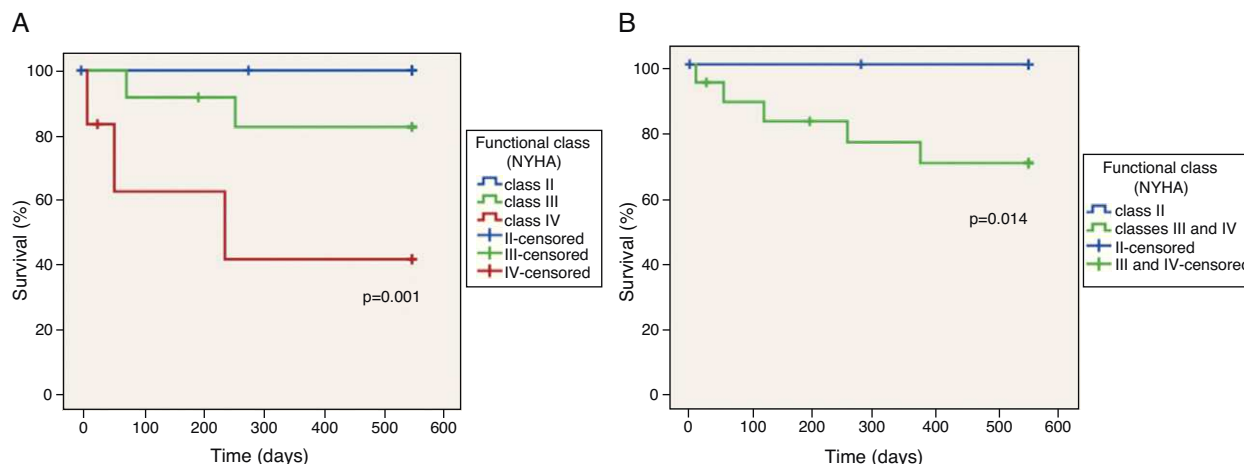 A
100
80
60
40
20
0
Survival (%)
0 100 200 300 400 500 600
Time (days)
p=0.001
Functional class
(NYHA)
class II
class III
class IV
II-censored
III-censored
IV-censored
B
100
80
60
40
20
0
Survival (%)
0 100 200 300 400 500 600
Time (days)
p=0.014
Functional class
(NYHA)
class II
classes III and IV
II-censored
III and IV-censored